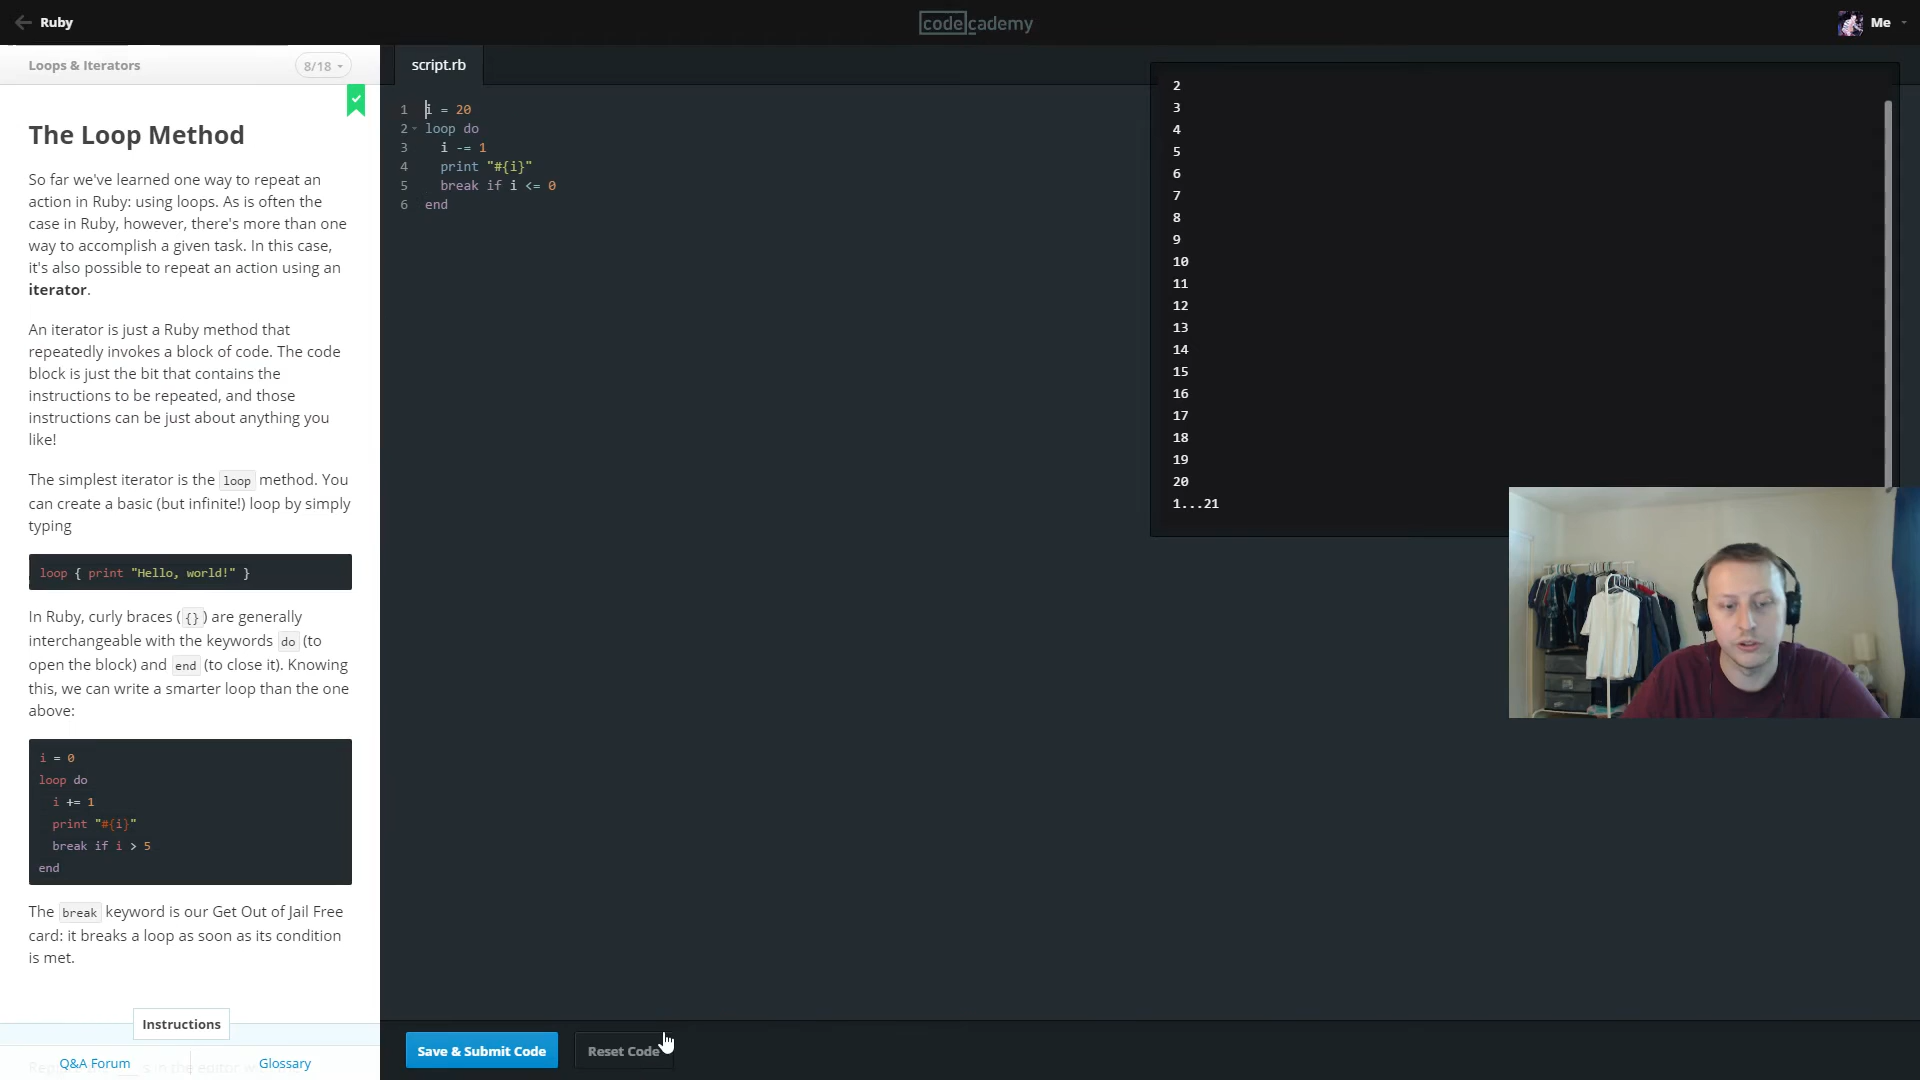 Ruby
codecademy
Me
Loops & Iterators
8/18
script.rb
The Loop Method
So far we've learned one way to repeat an
action in Ruby: using loops. As is often the
case in Ruby, however, there's more than one
way to accomplish a given task. In this case,
it's also possible to repeat an action using an
iterator.
An iterator is just a Ruby method that
repeatedly invokes a block of code. The code
block is just the bit that contains the
instructions to be repeated, and those
instructions can be just about anything you
like!
The simplest iterator is the loop method. You
can create a basic (but infinite!) loop by simply
typing
loop { print "Hello, world!" }
In Ruby, curly braces ({}) are generally
interchangeable with the keywords do (to
open the block) and end (to close it). Knowing
this, we can write a smarter loop than the one
above:
i = 0
loop do
i += 1
print "#{i}"
break if i > 5
end
The break keyword is our Get Out of Jail Free
card: it breaks a loop as soon as its condition
is met.
Instructions
Q&A Forum
Glossary
1 i = 20
2 loop do
3 i -= 1
4 print "#{i}"
5 break if i <= 0
6 end
2
3
4
5
6
7
8
9
10
11
12
13
14
15
16
17
18
19
20
1...21
Save & Submit Code
Reset Code